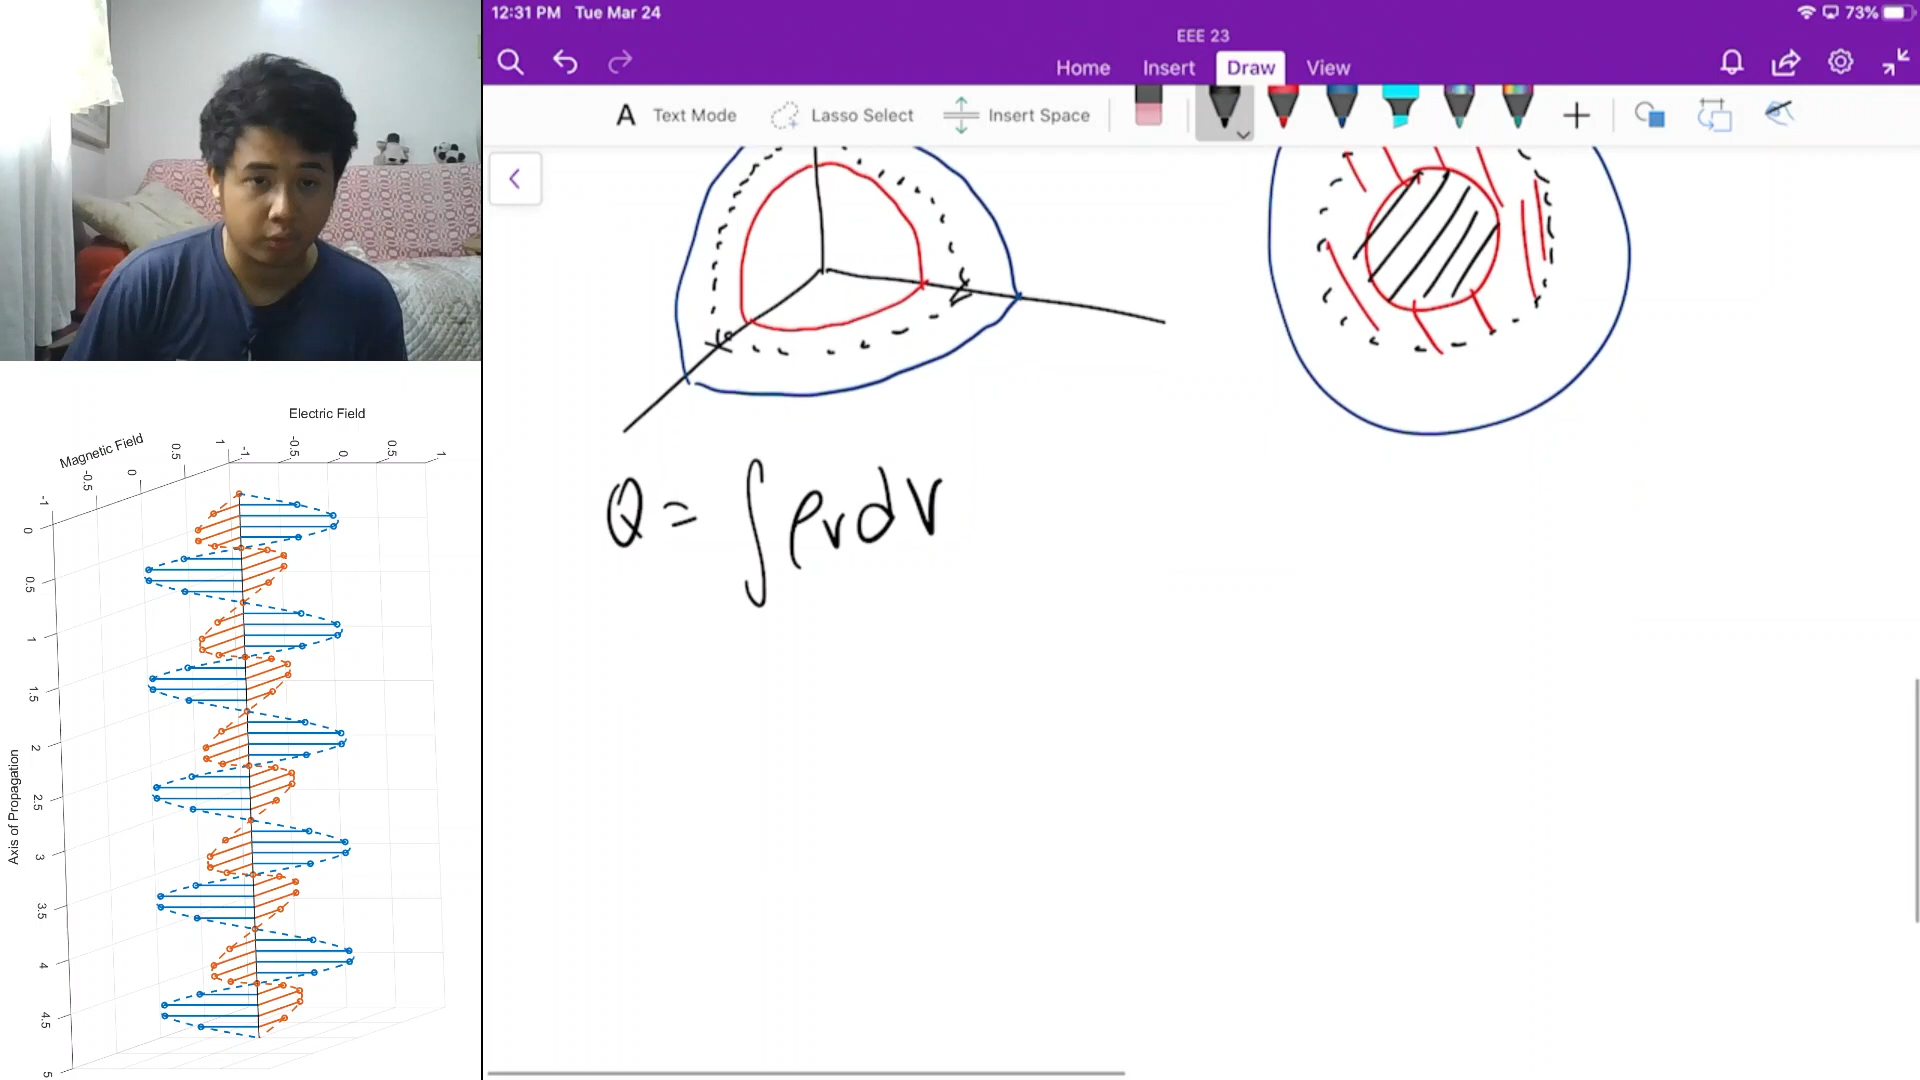 12:31 PM Tue Mar 24
73%
EEE 23
Home Insert Draw View
A Text Mode Lasso Select Insert Space
Q = ∫ρv dV
Electric Field
Magnetic Field
-1 -0.5 0 0.5 1
-1 -0.5 0 0.5 1
0
0.5
1
1.5
2
2.5
3
3.5
4
4.5
5
Axis of Propagation